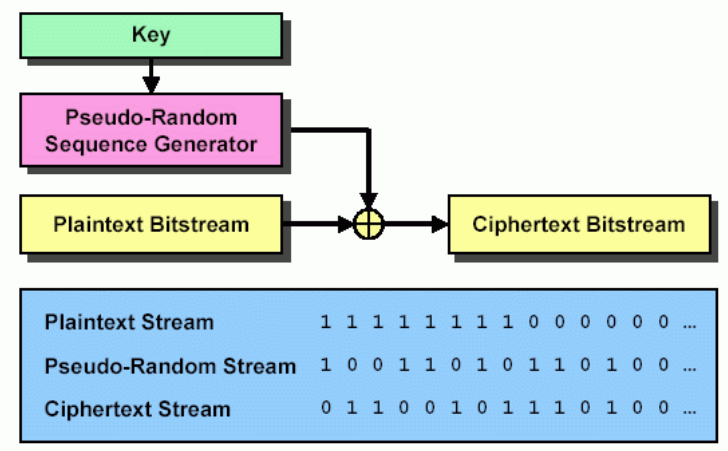 Key
Pseudo-Random
Sequence Generator
Plaintext Bitstream
Ciphertext Bitstream
Plaintext Stream 1 1 1 1 1 1 1 1 0 0 0 0 0 0 ...
Pseudo-Random Stream 1 0 0 1 1 0 1 0 1 1 0 1 0 0 ...
Ciphertext Stream 0 1 1 0 0 1 0 1 1 1 0 1 0 0 ...